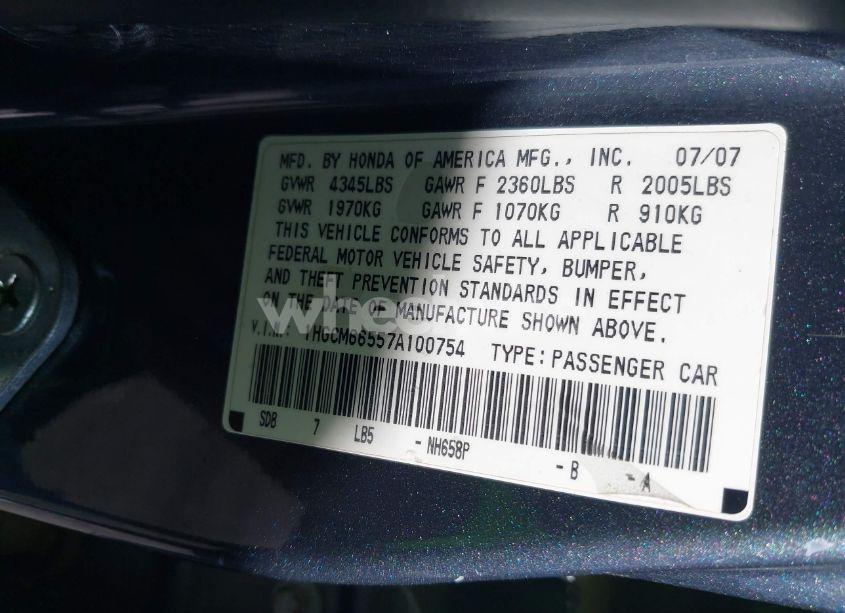 MFD. BY HONDA OF AMERICA MFG., INC. 07/07
GVWR 4345LBS GAWR F 2360LBS R 2005LBS
GVWR 1970KG GAWR F 1070KG R 910KG
THIS VEHICLE CONFORMS TO ALL APPLICABLE
FEDERAL MOTOR VEHICLE SAFETY, BUMPER,
AND THEFT PREVENTION STANDARDS IN EFFECT
ON THE DATE OF MANUFACTURE SHOWN ABOVE.
V.I.N.: 1HGCM66557A100754 TYPE:PASSENGER CAR
SDB 7 LB5 - NH658P - B - A